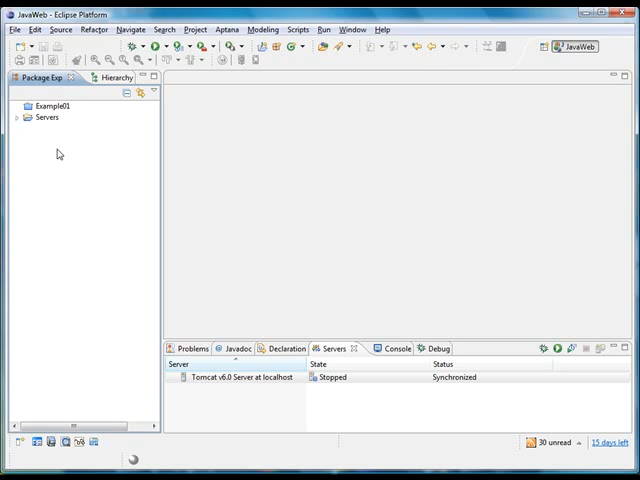 JavaWeb - Eclipse Platform
File Edit Source Refactor Navigate Search Project Aptana Modeling Scripts Run Window Help
JavaWeb
Package Exp Hierarchy
Example01
Servers
Problems @ Javadoc Declaration Servers Console Debug
Server State Status
Tomcat v6.0 Server at localhost Stopped Synchronized
30 unread 15 days left